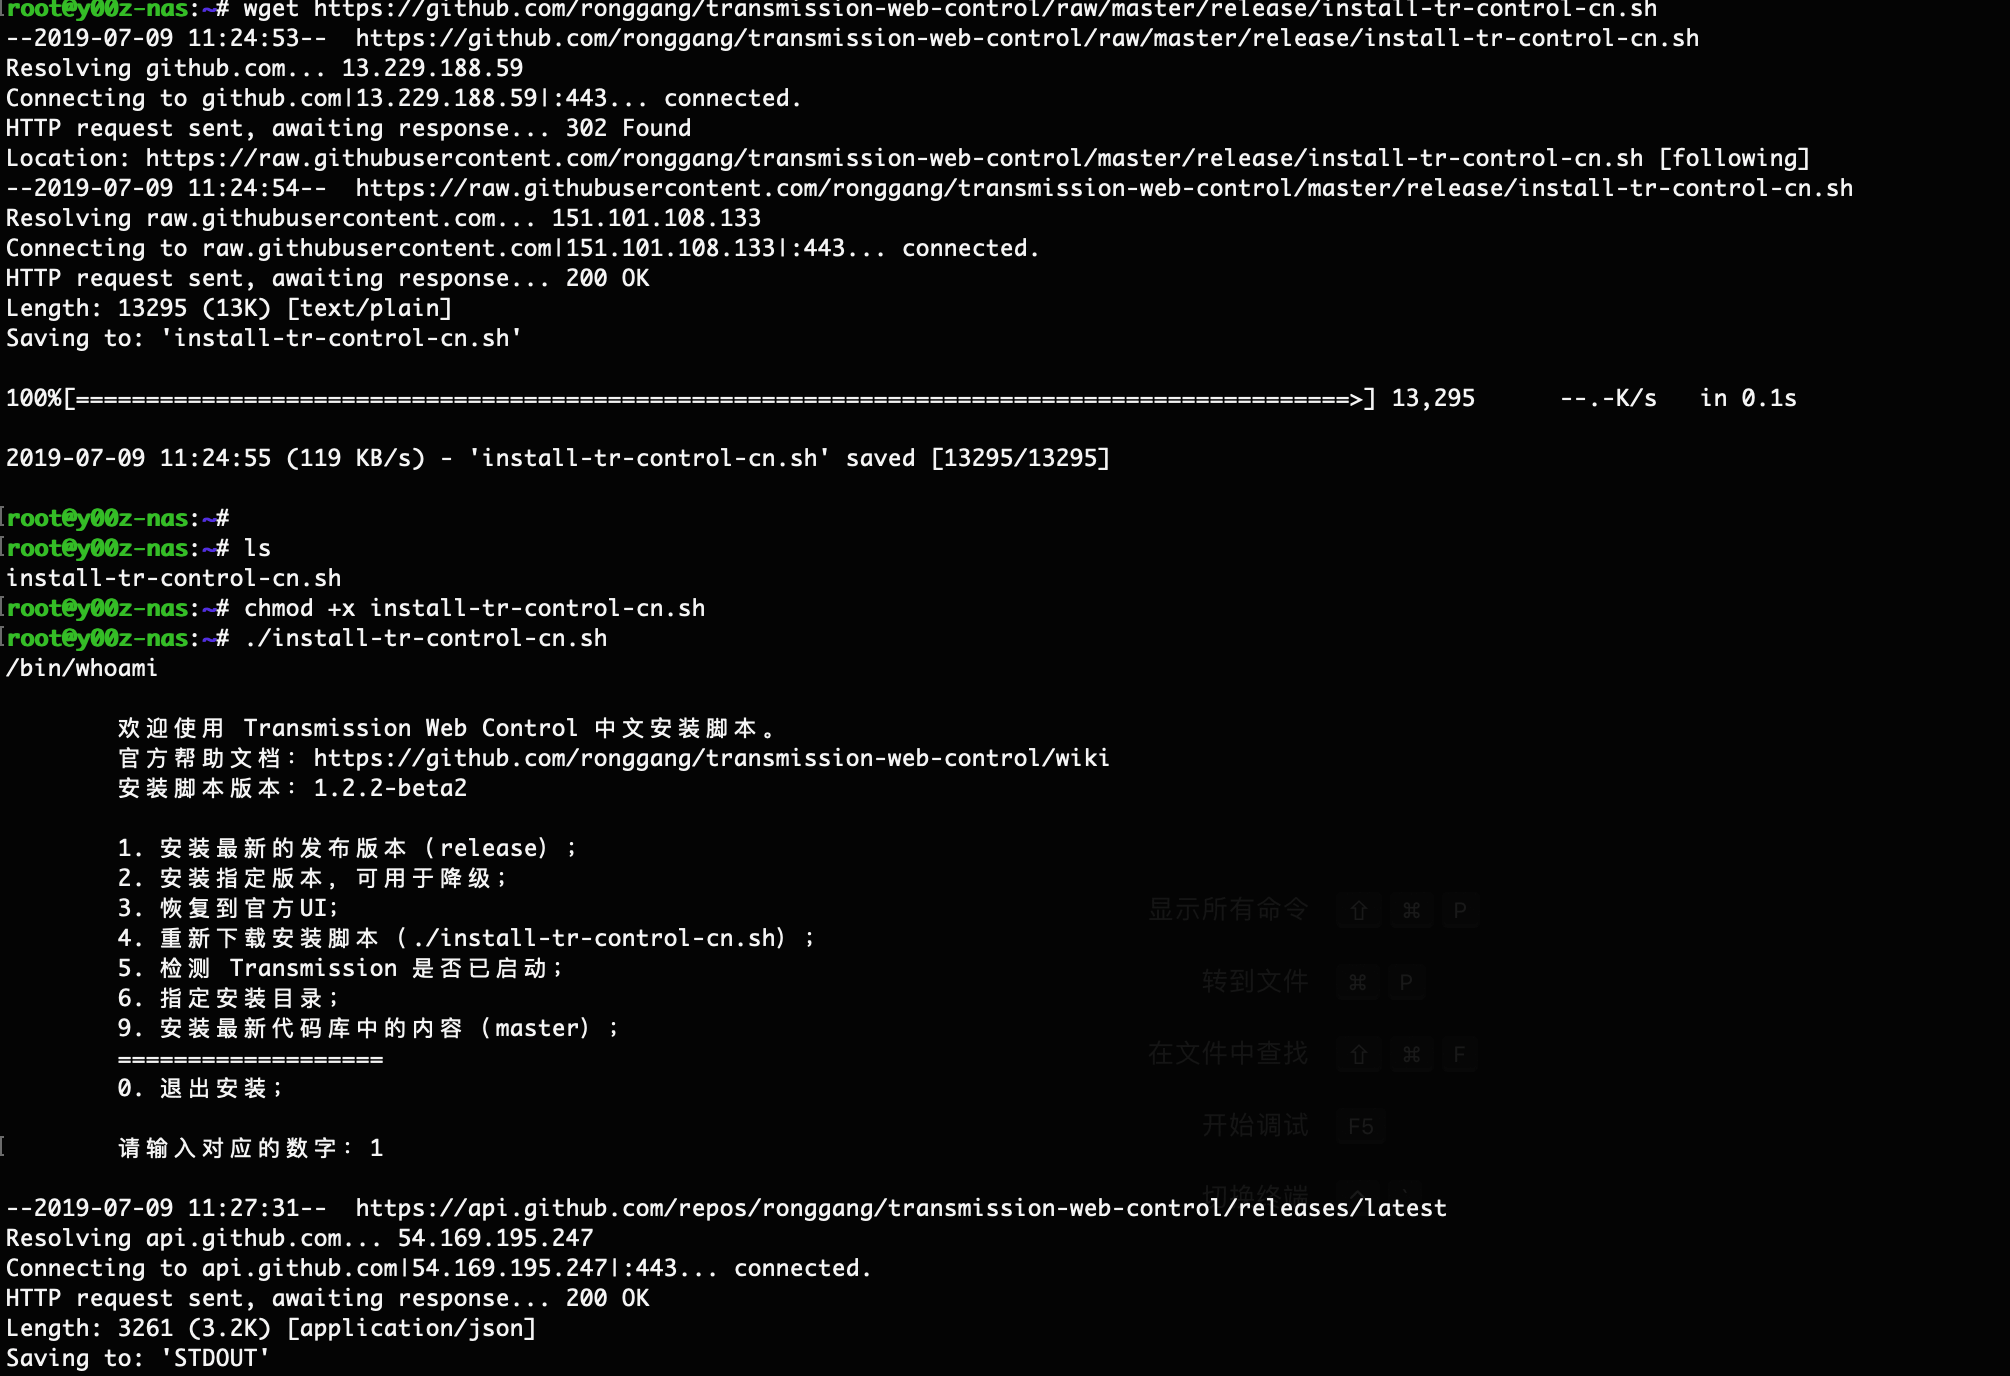 root@y00z-nas:~# wget https://github.com/ronggang/transmission-web-control/raw/master/release/install-tr-control-cn.sh
--2019-07-09 11:24:53--  https://github.com/ronggang/transmission-web-control/raw/master/release/install-tr-control-cn.sh
Resolving github.com... 13.229.188.59
Connecting to github.com|13.229.188.59|:443... connected.
HTTP request sent, awaiting response... 302 Found
Location: https://raw.githubusercontent.com/ronggang/transmission-web-control/master/release/install-tr-control-cn.sh [following]
--2019-07-09 11:24:54--  https://raw.githubusercontent.com/ronggang/transmission-web-control/master/release/install-tr-control-cn.sh
Resolving raw.githubusercontent.com... 151.101.108.133
Connecting to raw.githubusercontent.com|151.101.108.133|:443... connected.
HTTP request sent, awaiting response... 200 OK
Length: 13295 (13K) [text/plain]
Saving to: 'install-tr-control-cn.sh'
100%[===========================================================================================>] 13,295      --.-K/s   in 0.1s
2019-07-09 11:24:55 (119 KB/s) - 'install-tr-control-cn.sh' saved [13295/13295]
root@y00z-nas:~#
root@y00z-nas:~# ls
install-tr-control-cn.sh
root@y00z-nas:~# chmod +x install-tr-control-cn.sh
root@y00z-nas:~# ./install-tr-control-cn.sh
/bin/whoami
欢迎使用 Transmission Web Control 中文安装脚本。
官方帮助文档：https://github.com/ronggang/transmission-web-control/wiki
安装脚本版本：1.2.2-beta2
1. 安装最新的发布版本（release）；
2. 安装指定版本，可用于降级；
3. 恢复到官方UI；
显示所有命令 ⇧ ⌘ P
4. 重新下载安装脚本（./install-tr-control-cn.sh）；
5. 检测 Transmission 是否已启动；
转到文件 ⌘ P
6. 指定安装目录；
9. 安装最新代码库中的内容（master）；
在文件中查找 ⇧ ⌘ F
===================
0. 退出安装；
开始调试 F5
请输入对应的数字：1
切换终端 ^ `
--2019-07-09 11:27:31--  https://api.github.com/repos/ronggang/transmission-web-control/releases/latest
Resolving api.github.com... 54.169.195.247
Connecting to api.github.com|54.169.195.247|:443... connected.
HTTP request sent, awaiting response... 200 OK
Length: 3261 (3.2K) [application/json]
Saving to: 'STDOUT'